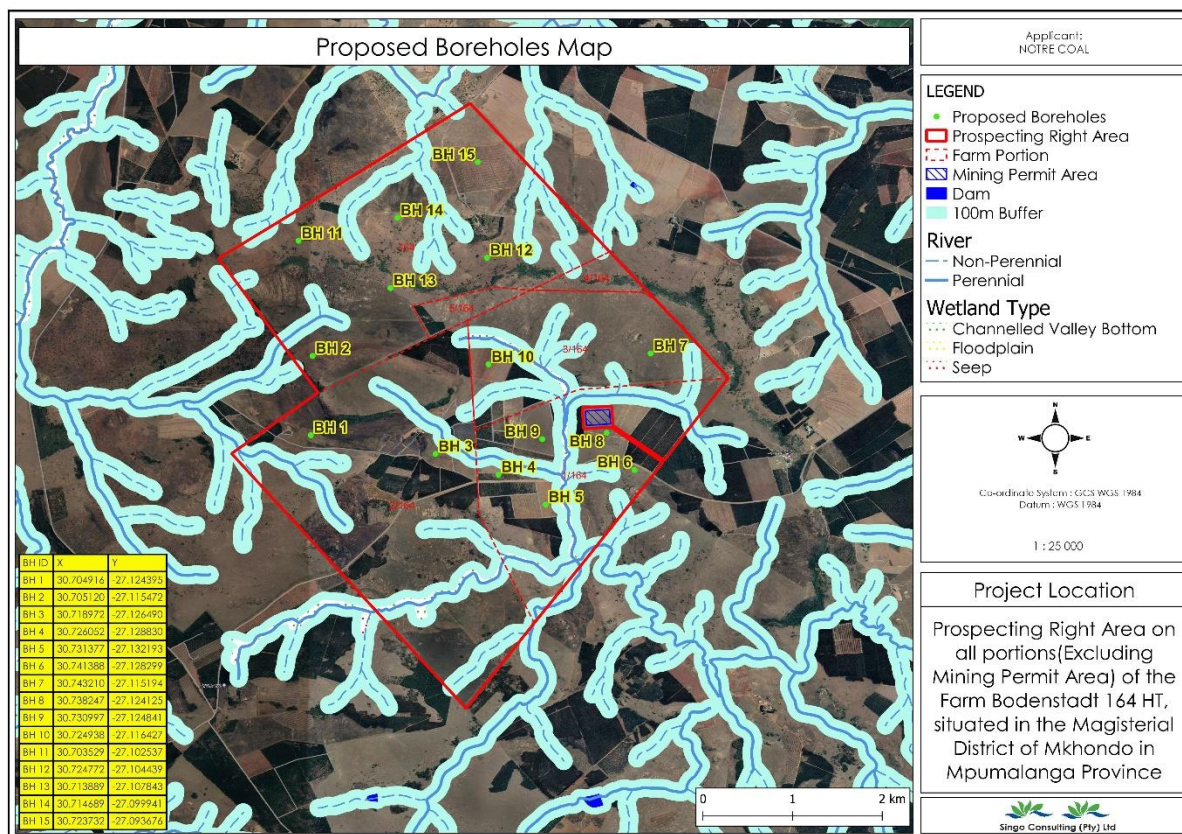 Proposed Boreholes Map
BH 15
BH 14
BH 11
BH 12
BH 13
5/164
BH 2
BH 10
3/164
BH 7
BH 1
BH 3
BH 9
BH 8
BH 4
BH 6
1/164
BH 5
BH ID X Y
BH 1 30.704916 -27.124395
BH 2 30.705120 -27.115472
BH 3 30.718972 -27.126490
BH 4 30.726052 -27.128830
BH 5 30.731377 -27.132193
BH 6 30.741388 -27.128299
BH 7 30.743210 -27.115194
BH 8 30.738247 -27.124125
BH 9 30.730997 -27.124841
BH 10 30.724938 -27.116427
BH 11 30.703529 -27.102537
BH 12 30.724772 -27.104439
BH 13 30.713889 -27.107843
BH 14 30.714689 -27.099941
BH 15 30.723732 -27.093676
0 1 2 km
Applicant:
NOTRE COAL
LEGEND
Proposed Boreholes
Prospecting Right Area
Farm Portion
Mining Permit Area
Dam
100m Buffer
River
Non-Perennial
Perennial
Wetland Type
Channelled Valley Bottom
Floodplain
Seep
N
W E
S
Co-ordinate System : GCS WGS 1984
Datum : WGS 1984
1 : 25 000
Project Location
Prospecting Right Area on
all portions(Excluding
Mining Permit Area) of the
Farm Bodenstadt 164 HT,
situated in the Magisterial
District of Mkhondo in
Mpumalanga Province
Singo Consulting (Pty) Ltd